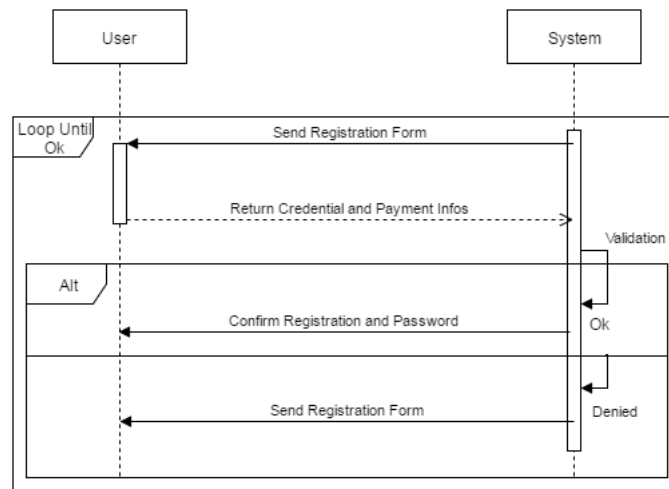 User
System
Loop Until
Ok
Send Registration Form
Return Credential and Payment Infos
Validation
Alt
Confirm Registration and Password
Ok
Send Registration Form
Denied